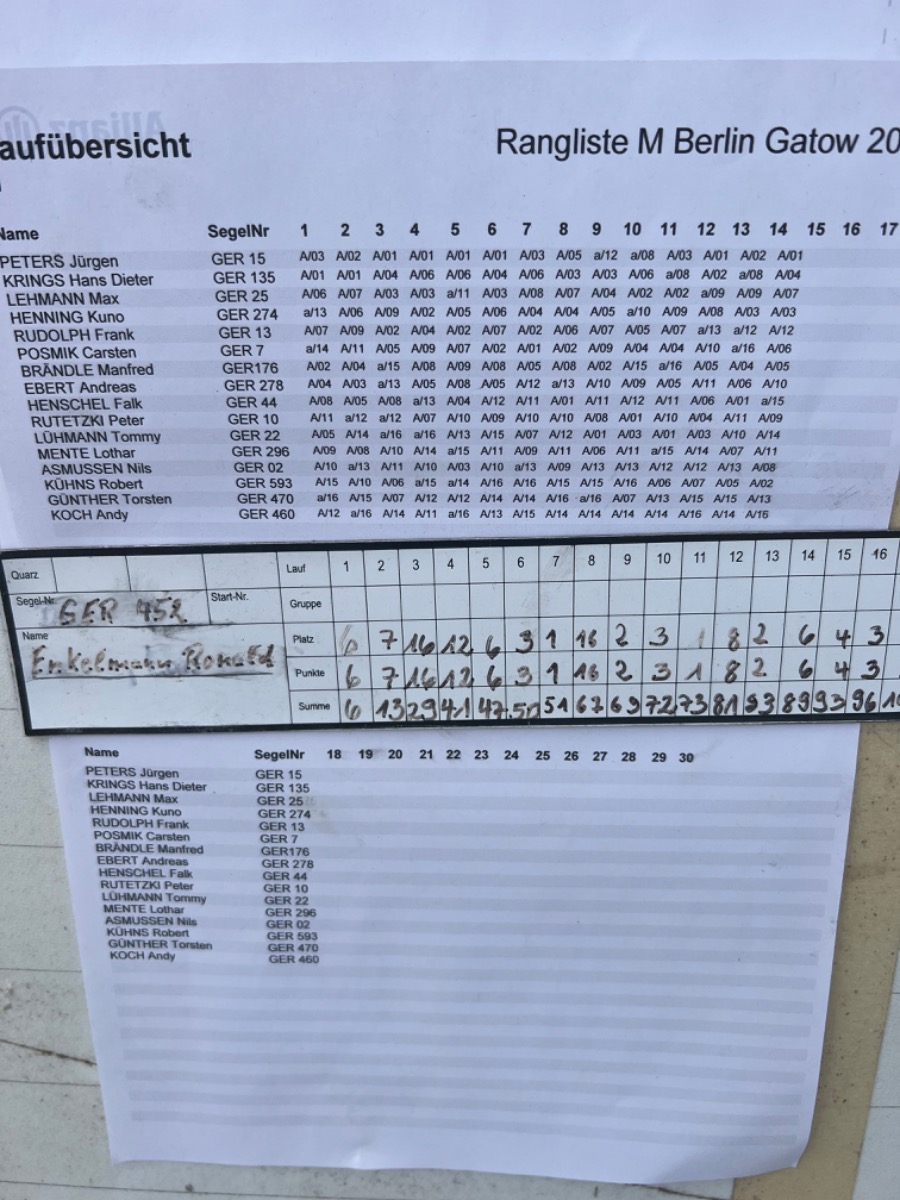 Allianz
aufübersicht
Rangliste M Berlin Gatow 20
Name SegelNr 1 2 3 4 5 6 7 8 9 10 11 12 13 14 15 16 17
PETERS Jürgen GER 15 A/03 A/02 A/01 A/01 A/01 A/01 A/03 A/05 a/12 a/08 A/03 A/01 A/02 A/01
KRINGS Hans Dieter GER 135 A/01 A/01 A/04 A/06 A/06 A/04 A/06 A/03 A/03 A/06 a/08 A/02 a/08 A/04
LEHMANN Max GER 25 A/06 A/07 A/03 A/03 a/11 A/03 A/08 A/07 A/04 A/02 A/02 a/09 A/09 A/07
HENNING Kuno GER 274 a/13 A/06 A/09 A/02 A/05 A/06 A/04 A/04 A/05 a/10 A/09 A/08 A/03 A/03
RUDOLPH Frank GER 13 A/07 A/09 A/02 A/04 A/02 A/07 A/02 A/06 A/07 A/05 A/07 a/13 a/12 A/12
POSMIK Carsten GER 7 a/14 A/11 A/05 A/09 A/07 A/02 A/01 A/02 A/09 A/04 A/04 A/10 a/16 A/06
BRÄNDLE Manfred GER176 A/02 A/04 a/15 A/08 A/09 A/08 A/05 A/08 A/02 A/15 a/16 A/05 A/04 A/05
EBERT Andreas GER 278 A/04 A/03 a/13 A/05 A/08 A/05 A/12 a/13 A/10 A/09 A/05 A/11 A/06 A/10
HENSCHEL Falk GER 44 A/08 A/05 A/08 a/13 A/04 A/12 A/11 A/01 A/11 A/12 A/11 A/06 A/01 a/15
RUTETZKI Peter GER 10 A/11 a/12 a/12 A/07 A/10 A/09 A/10 A/10 A/08 A/01 A/10 A/04 A/11 A/09
LÜHMANN Tommy GER 22 A/05 A/14 a/16 a/16 A/13 A/15 A/07 A/12 A/01 A/03 A/01 A/03 A/10 A/14
MENTE Lothar GER 296 A/09 A/08 A/10 A/14 a/15 A/11 A/09 A/11 A/06 A/11 a/15 A/14 A/07 A/11
ASMUSSEN Nils GER 02 A/10 a/13 A/11 A/10 A/03 A/10 a/13 A/09 A/13 A/13 A/12 A/12 A/13 A/08
KÜHNS Robert GER 593 A/15 A/10 A/06 a/15 a/14 A/16 A/16 A/15 A/15 A/16 A/06 A/07 A/05 A/02
GÜNTHER Torsten GER 470 a/16 A/15 A/07 A/12 A/12 A/14 A/14 A/16 a/16 A/07 A/13 A/15 A/15 A/13
KOCH Andy GER 460 A/12 a/16 A/14 A/11 a/16 A/13 A/15 A/14 A/14 A/14 A/14 A/16 A/14 A/16
Quarz Lauf 1 2 3 4 5 6 7 8 9 10 11 12 13 14 15 16
Segel-Nr. GER 452 Start-Nr. Gruppe
Name Platz 6 7 16 12 6 3 1 16 2 3 1 8 2 6 4 3
Enkelmann Ronald Punkte 6 7 16 12 6 3 1 16 2 3 1 8 2 6 4 3
Summe 6 13 29 41 47 50 51 67 69 72 73 81 83 89 93 96
Name SegelNr 18 19 20 21 22 23 24 25 26 27 28 29 30
PETERS Jürgen GER 15
KRINGS Hans Dieter GER 135
LEHMANN Max GER 25
HENNING Kuno GER 274
RUDOLPH Frank GER 13
POSMIK Carsten GER 7
BRÄNDLE Manfred GER176
EBERT Andreas GER 278
HENSCHEL Falk GER 44
RUTETZKI Peter GER 10
LÜHMANN Tommy GER 22
MENTE Lothar GER 296
ASMUSSEN Nils GER 02
KÜHNS Robert GER 593
GÜNTHER Torsten GER 470
KOCH Andy GER 460